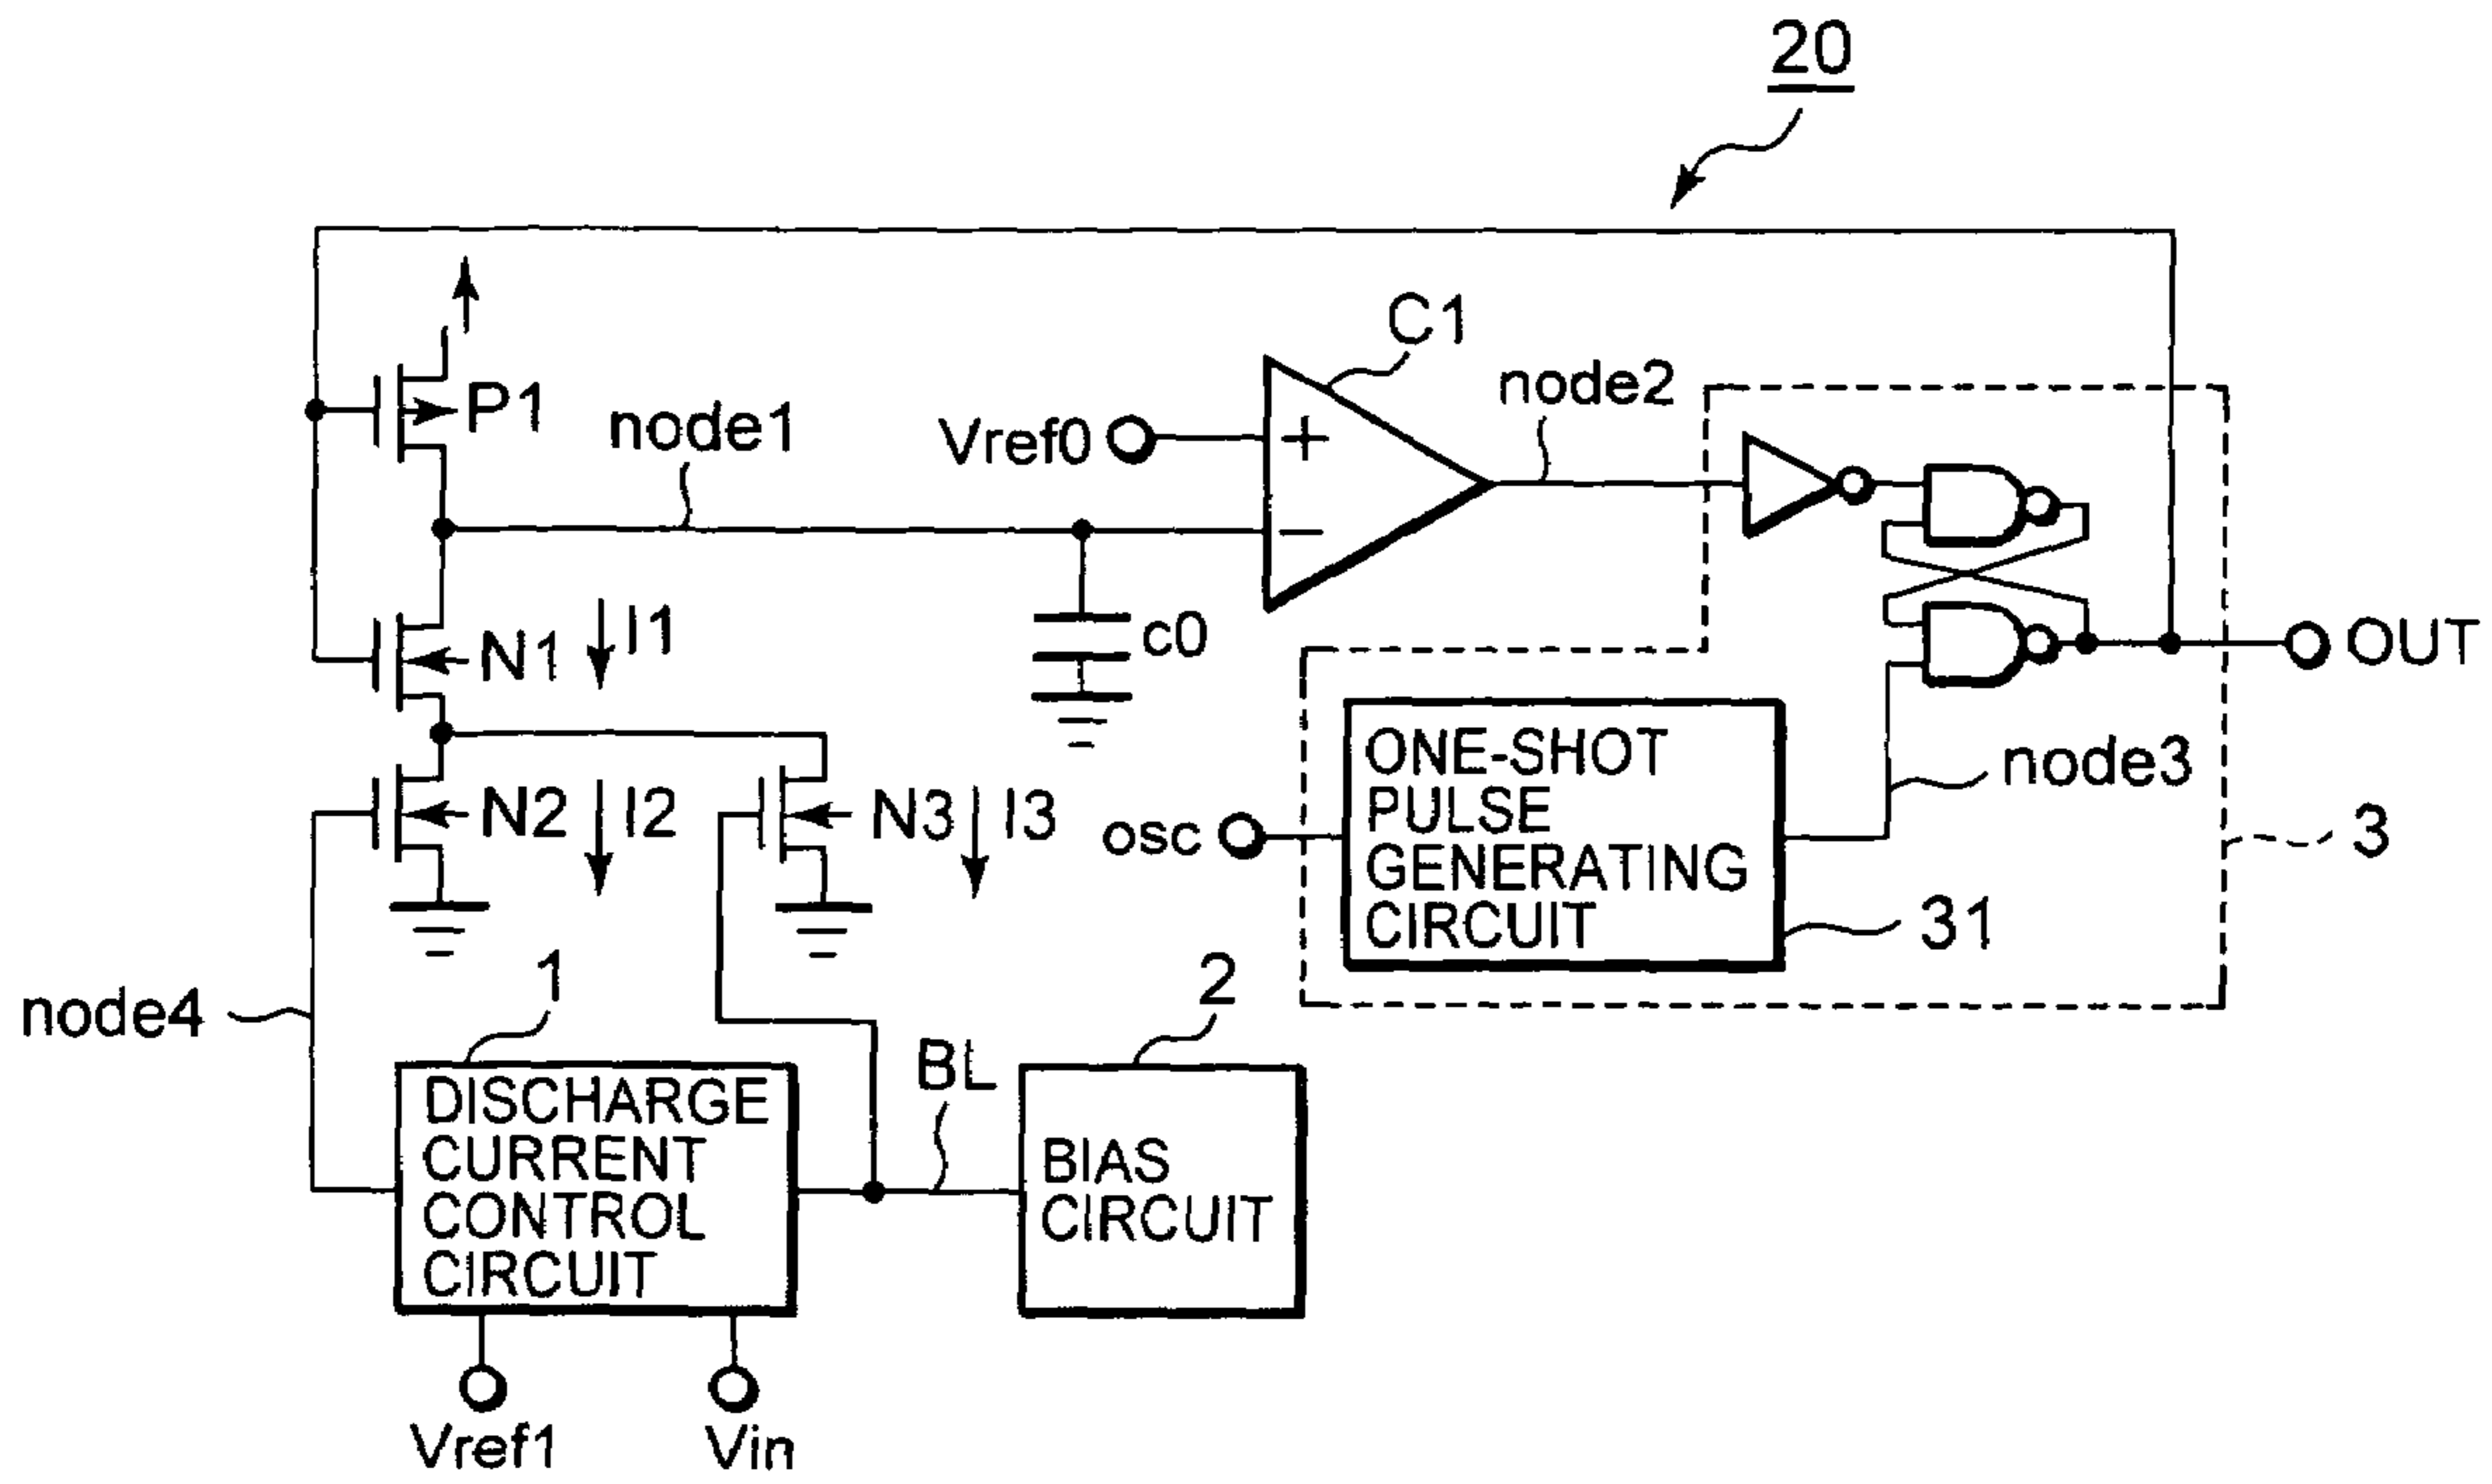 20
C1
P1
node1
Vref0
+
−
node2
N1
I1
c0
OUT
N2
I2
N3
I3
osc
ONE-SHOT
PULSE
GENERATING
CIRCUIT
node3
3
31
node4
1
DISCHARGE
CURRENT
CONTROL
CIRCUIT
BL
2
BIAS
CIRCUIT
Vref1
Vin